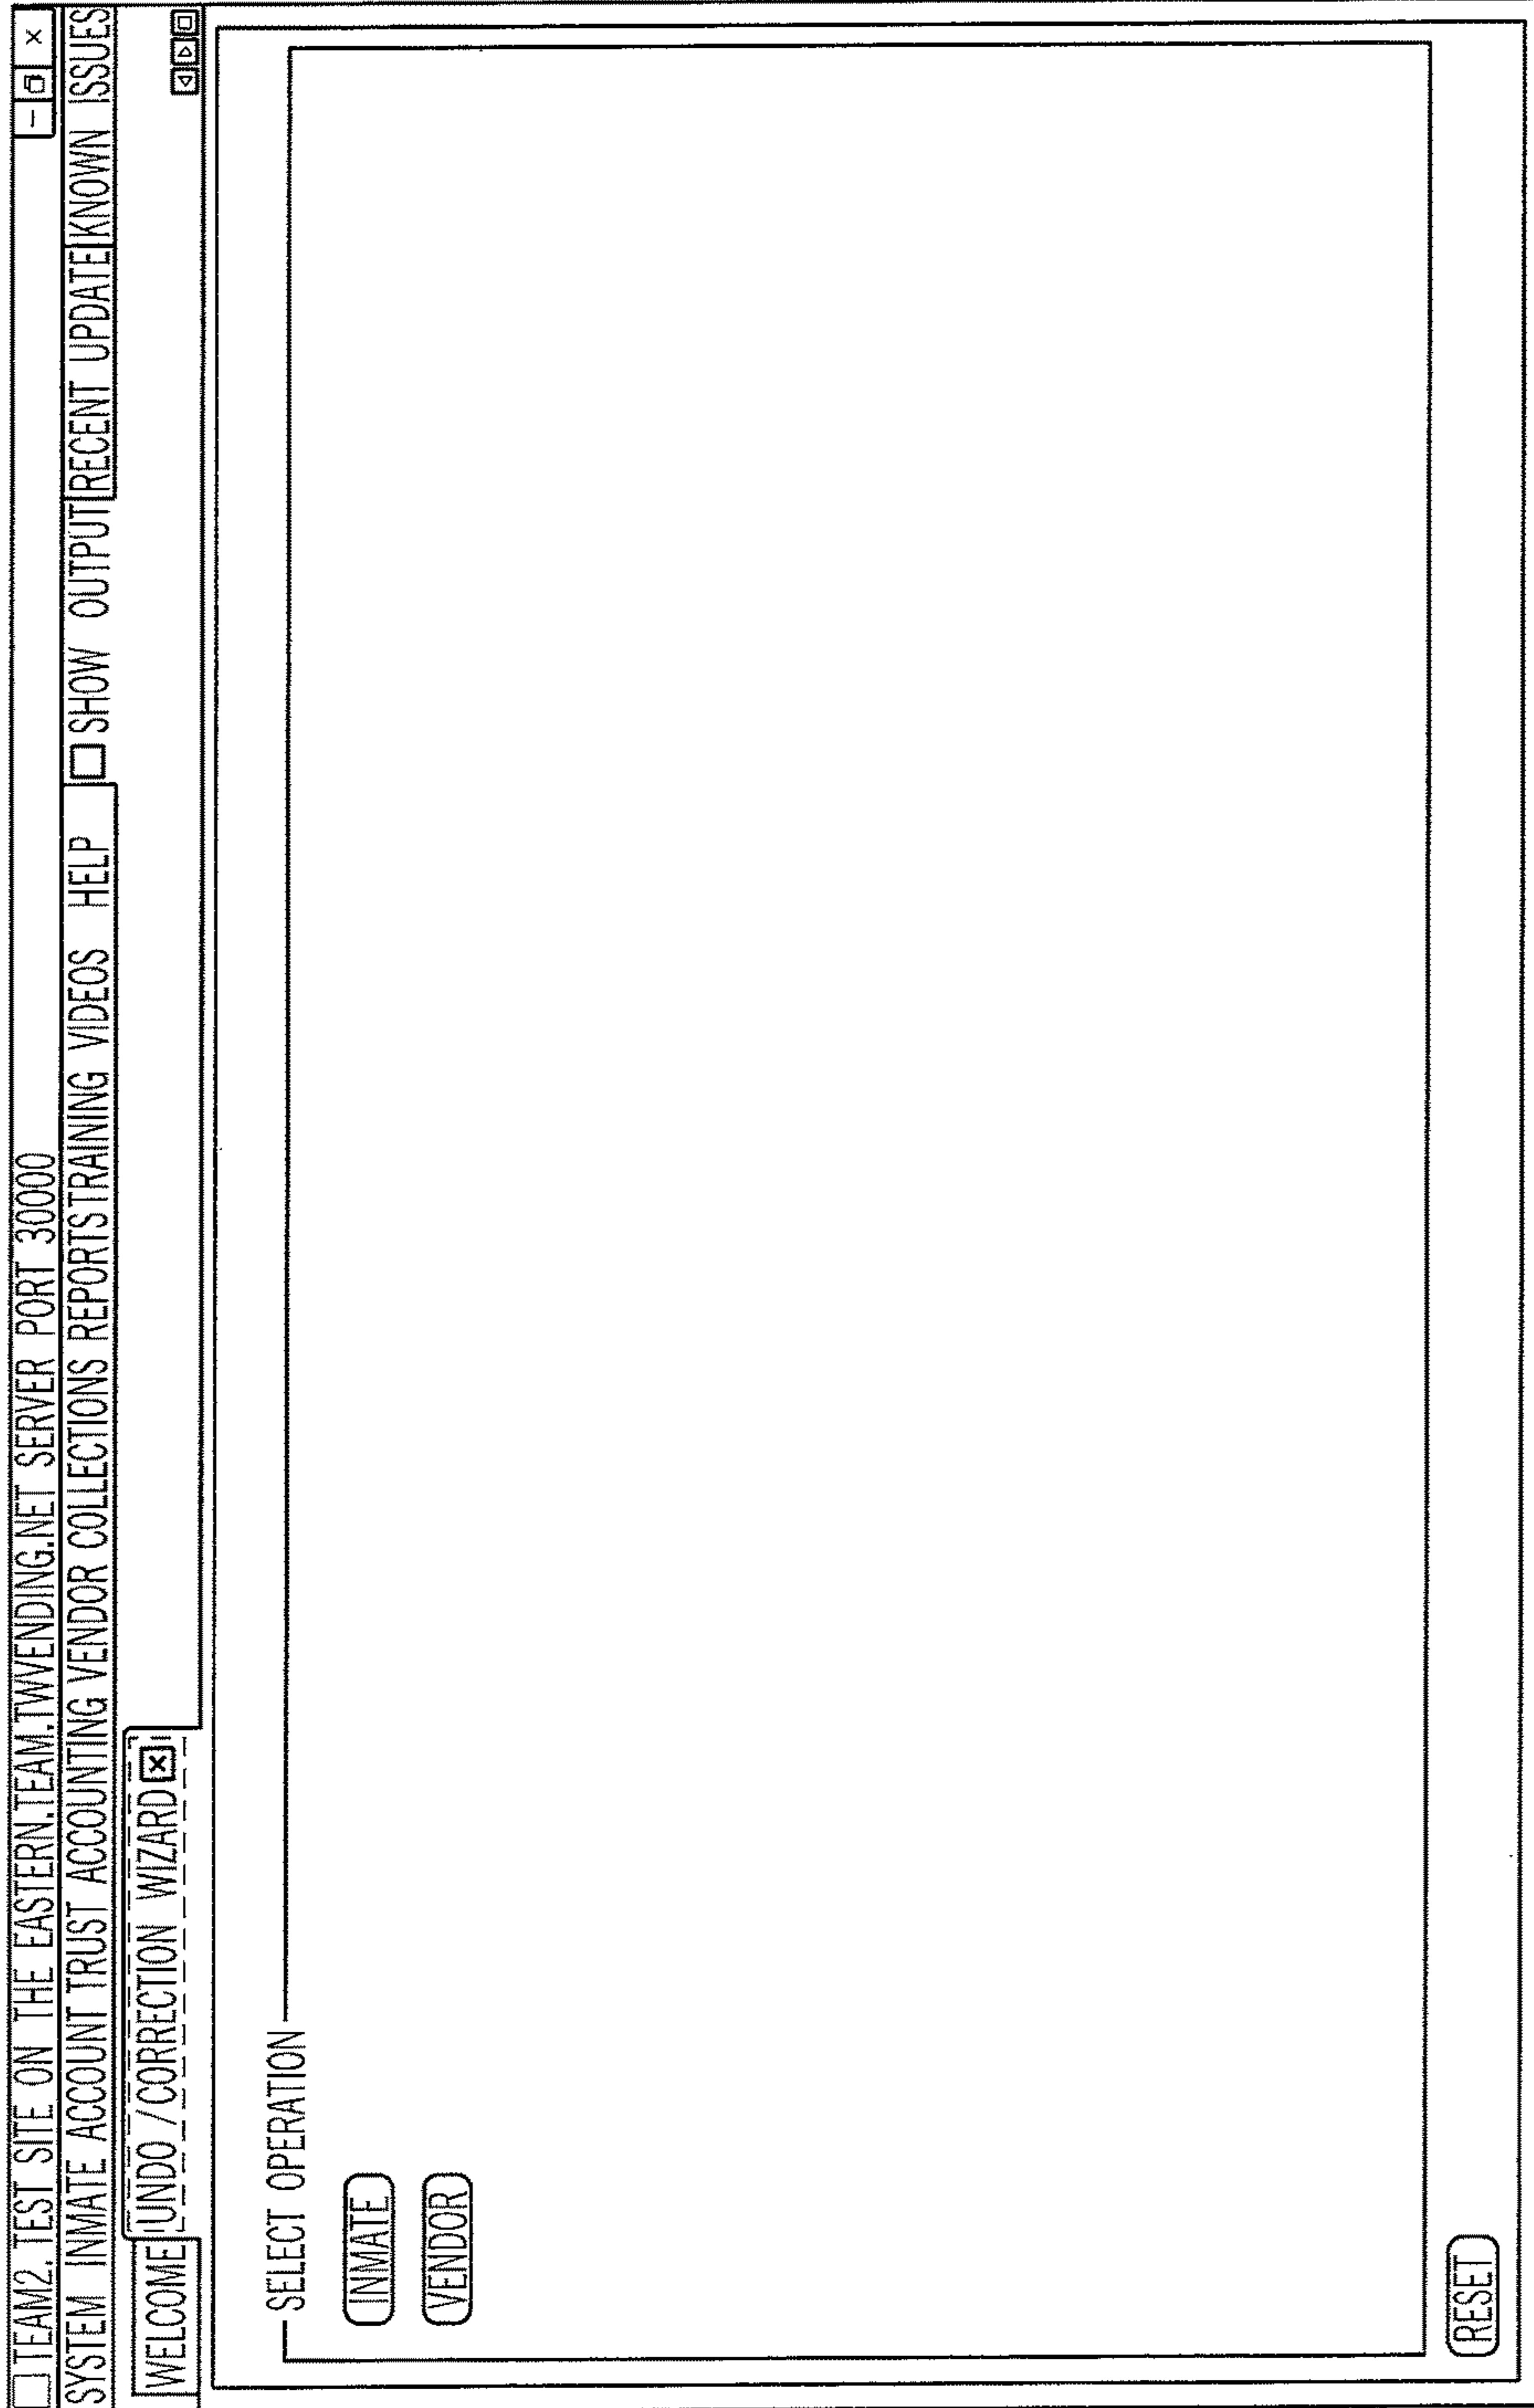 TEAM2. TEST SITE ON THE EASTERN.TEAM.TWVENDING.NET SERVER PORT 30000
SYSTEM INMATE ACCOUNT TRUST ACCOUNTING VENDOR COLLECTIONS REPORTS TRAINING VIDEOS HELP SHOW OUTPUT RECENT UPDATE KNOWN ISSUES
WELCOME UNDO /CORRECTION WIZARD
SELECT OPERATION
INMATE
VENDOR
RESET